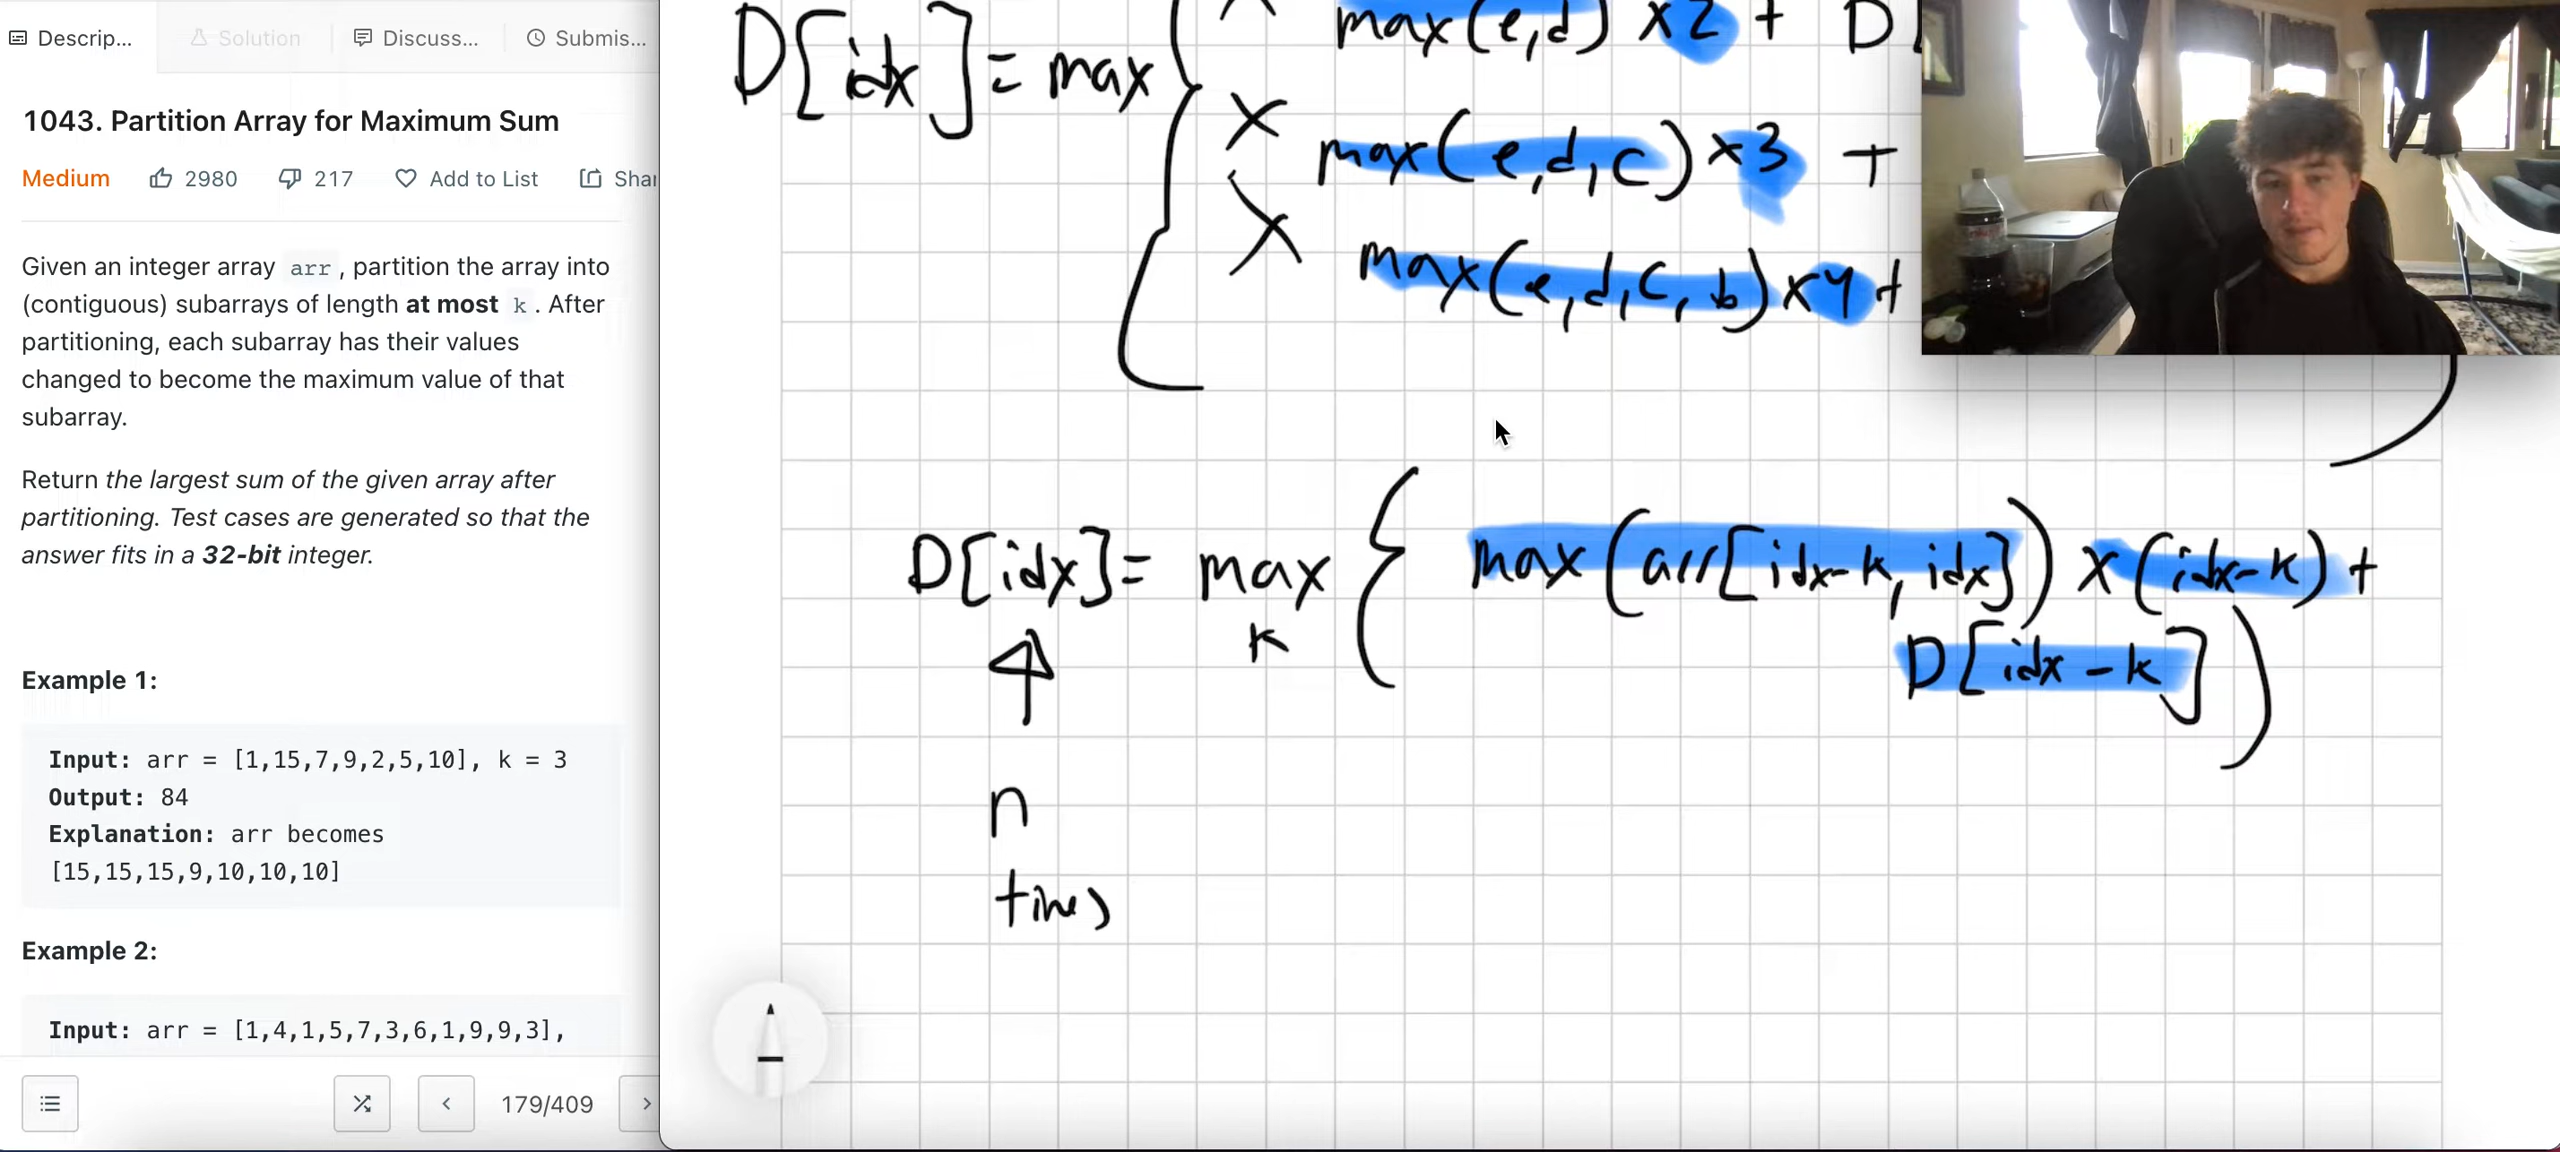 Descrip...
Solution
Discuss...
Submis...
1043. Partition Array for Maximum Sum
Medium 2980 217 Add to List Shar
Given an integer array arr , partition the array into
(contiguous) subarrays of length at most k . After
partitioning, each subarray has their values
changed to become the maximum value of that
subarray.
Return the largest sum of the given array after
partitioning. Test cases are generated so that the
answer fits in a 32-bit integer.
Example 1:
Input: arr = [1,15,7,9,2,5,10], k = 3
Output: 84
Explanation: arr becomes
[15,15,15,9,10,10,10]
Example 2:
Input: arr = [1,4,1,5,7,3,6,1,9,9,3],
179/409
max(e,d) x2 + D[
D[idx] = max
max(e,d,c) x3 +
max(e,d,c,b) x4 +
D[idx] = max { max(arr[idx-k, idx]) x (idx-k) +
k
D[idx-k] )
n
times